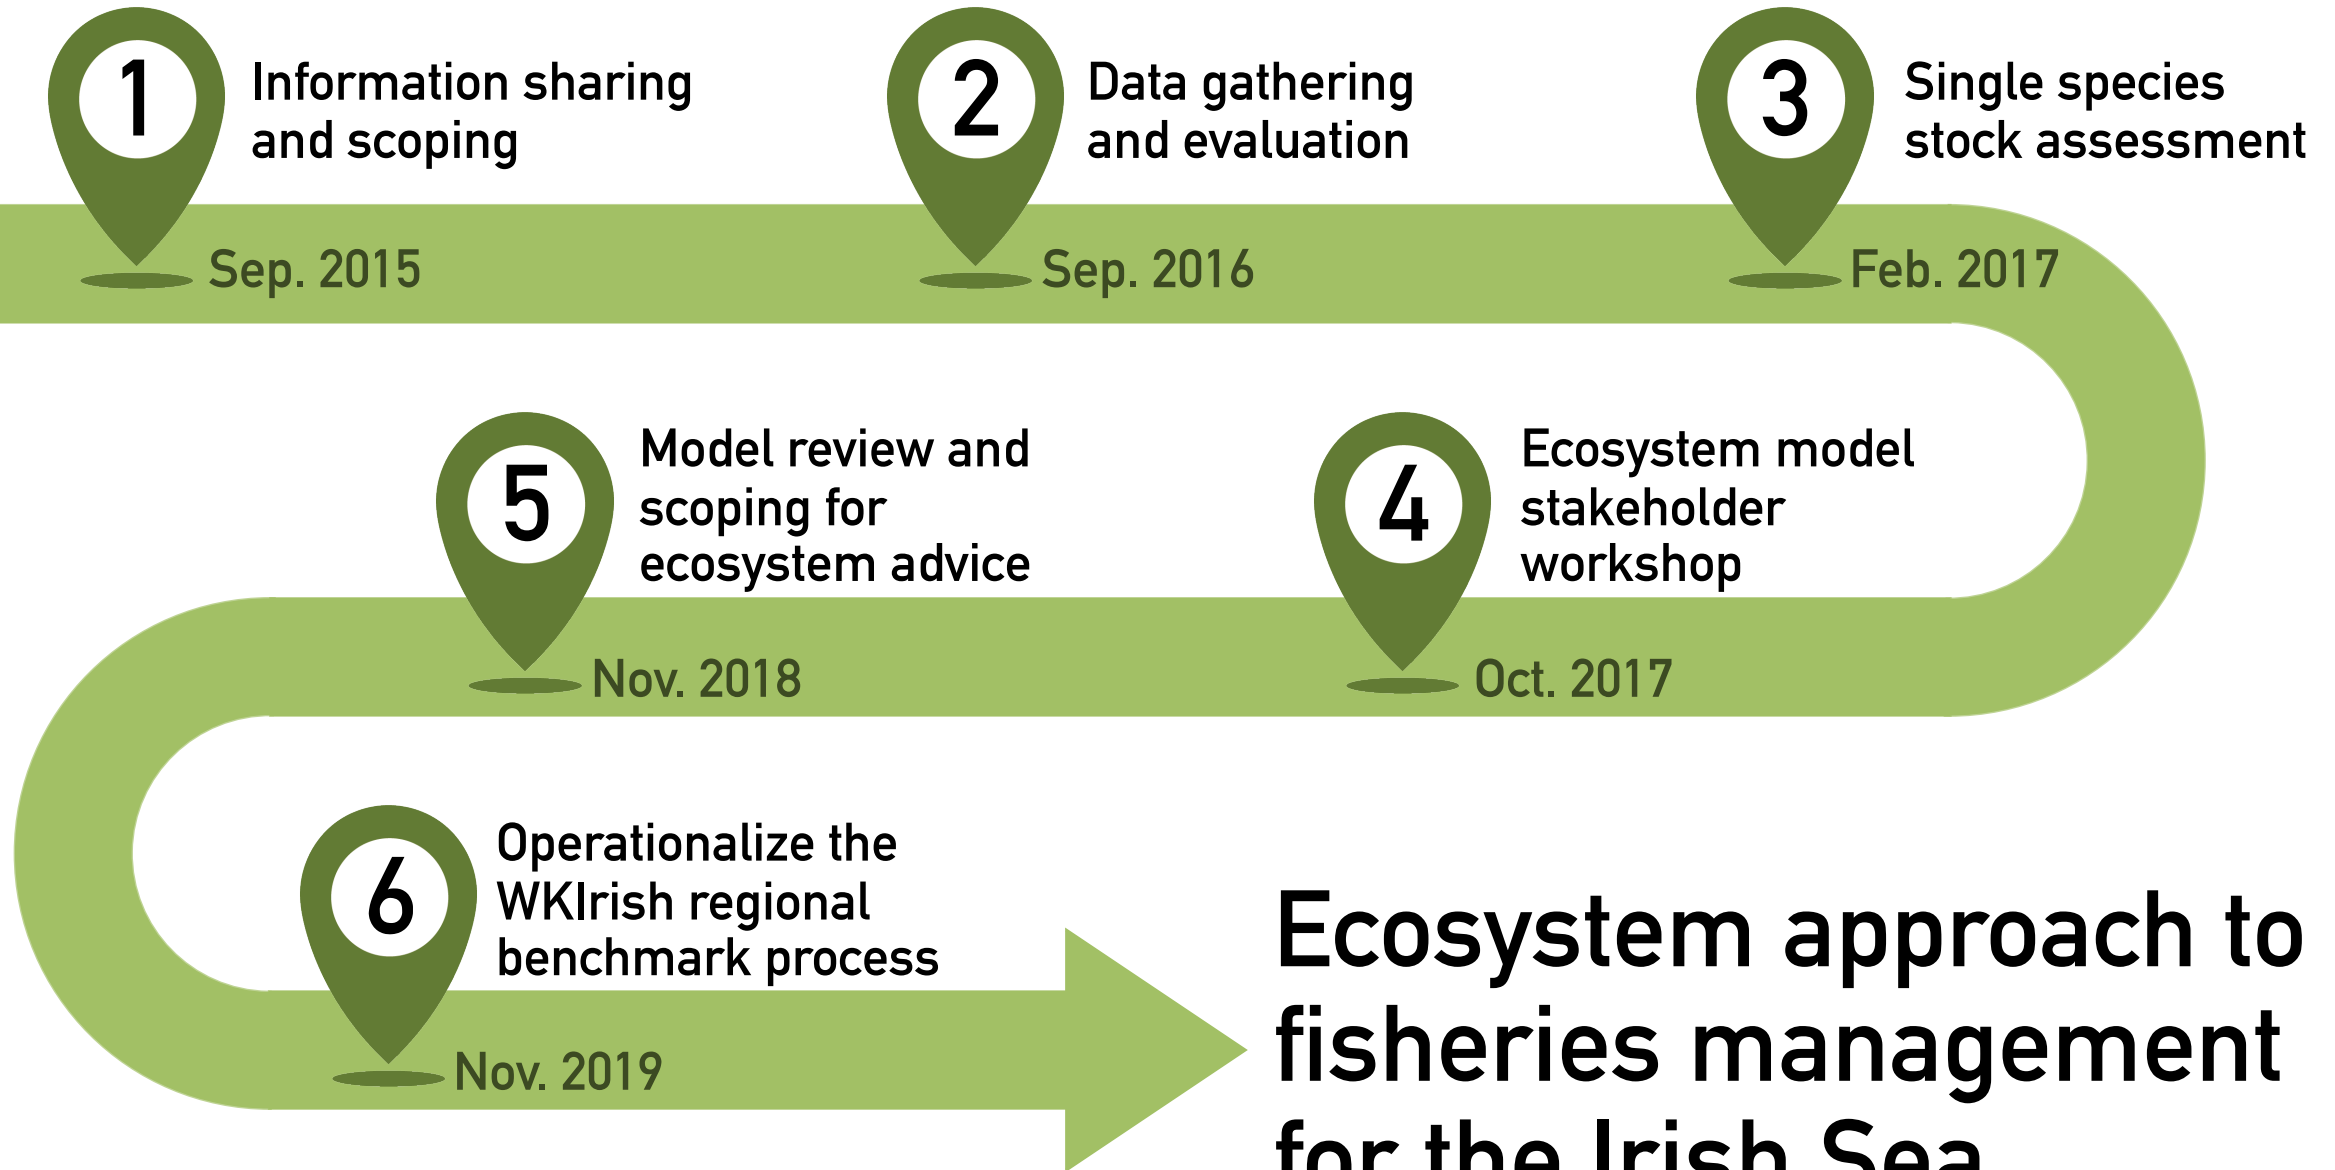 1
Information sharing
and scoping
Sep. 2015
2
Data gathering
and evaluation
Sep. 2016
3
Single species
stock assessment
Feb. 2017
4
Ecosystem model
stakeholder
workshop
Oct. 2017
5
Model review and
scoping for
ecosystem advice
Nov. 2018
6
Operationalize the
WKIrish regional
benchmark process
Nov. 2019
Ecosystem approach to
fisheries management
for the Irish Sea